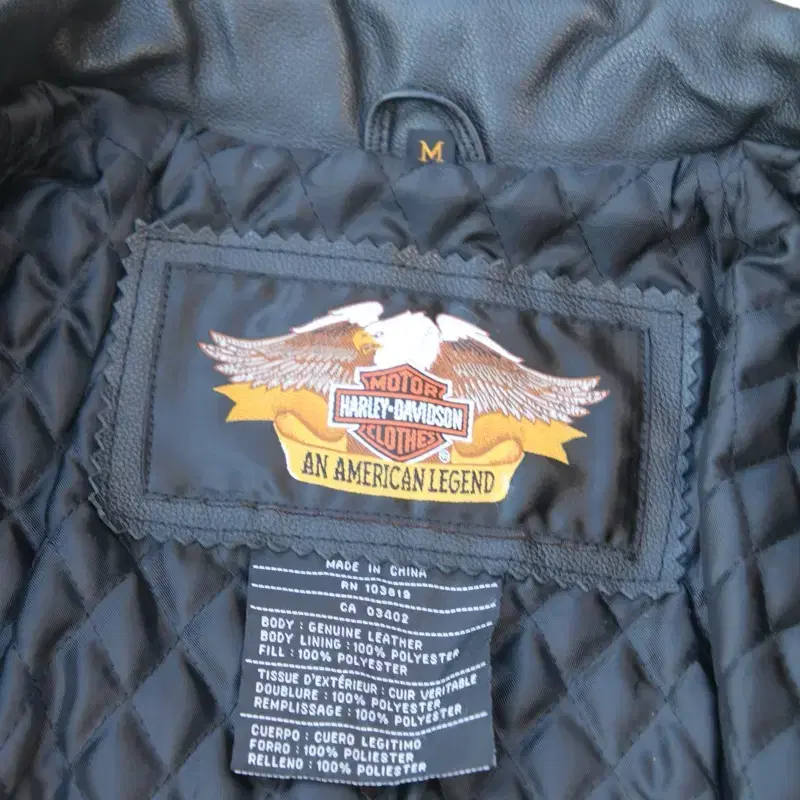 M
MOTOR
HARLEY-DAVIDSON
CLOTHES
®
AN AMERICAN LEGEND
MADE IN CHINA
RN 103819
CA 03402
BODY : GENUINE LEATHER
BODY LINING : 100% POLYESTER
FILL : 100% POLYESTER
TISSUE D'EXTÉRIEUR : CUIR VERITABLE
DOUBLURE : 100% POLYESTER
REMPLISSAGE : 100% POLYESTER
CUERPO : CUERO LEGITIMO
FORRO : 100% POLIESTER
RELLENO : 100% POLIESTER